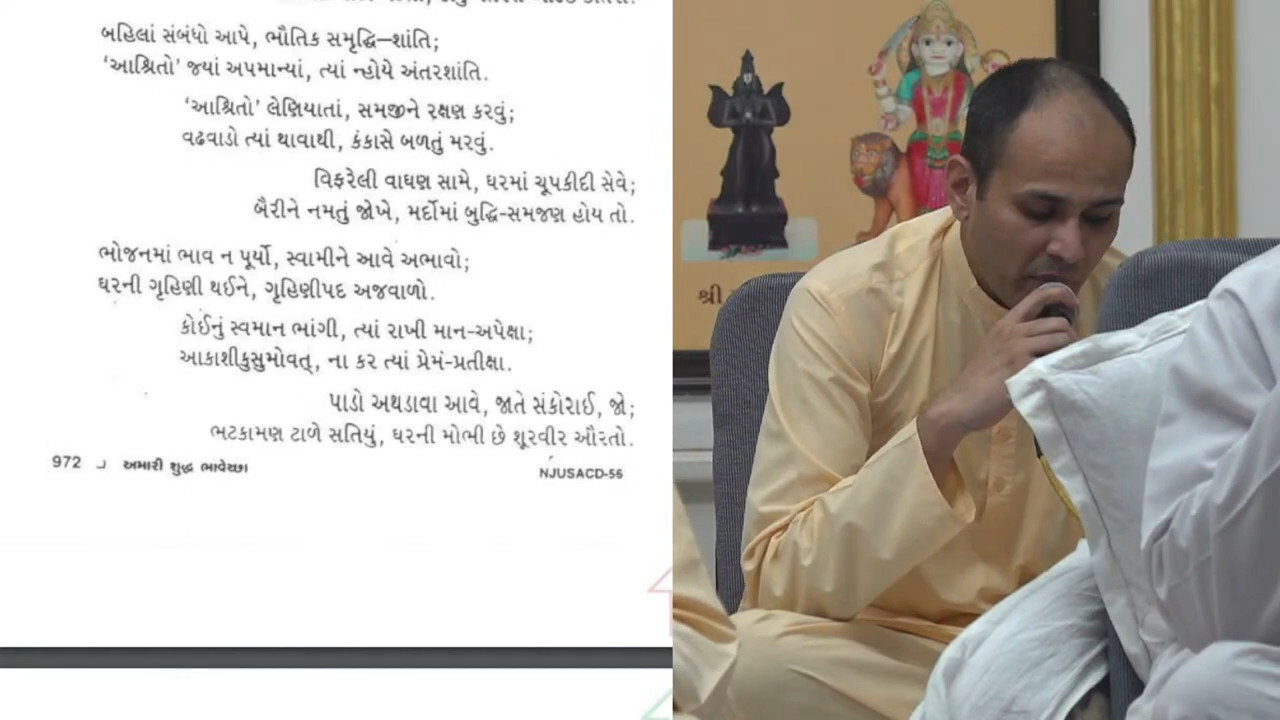 બહિલાં સંબંધો આપે, ભૌતિક સમૃદ્ધિ–શાંતિ;
‘આશ્રિતો’ જ્યાં અપમાન્યાં, ત્યાં ન્હોયે અંતરશાંતિ.
‘આશ્રિતો’ લેણિયાતાં, સમજીને રક્ષણ કરવું;
વઢવાડો ત્યાં થાવાથી, કંકાસે બળતું મરવું.
વિફરેલી વાઘણ સામે, ઘરમાં ચૂપકીદી સેવે;
બૈરીને નમતું જોખે, મર્દોમાં બુદ્ધિ-સમજણ હોય તો.
ભોજનમાં ભાવ ન પૂર્યો, સ્વામીને આવે અભાવો;
ઘરની ગૃહિણી થઈને, ગૃહિણીપદ અજવાળો.
કોઈનું સ્વમાન ભાંગી, ત્યાં રાખી માન-અપેક્ષા;
આકાશીકુસુમોવત્, ના કર ત્યાં પ્રેમ-પ્રતીક્ષા.
પાડો અથડાવા આવે, જાતે સંકોરાઈ, જો;
ભટકામણ ટાળે સતિયું, ઘરની મોભી છે શૂરવીર ઔરતો.
972 અમારી શુદ્ધ ભાવેચ્છા
NJUSACD-56
શ્રી